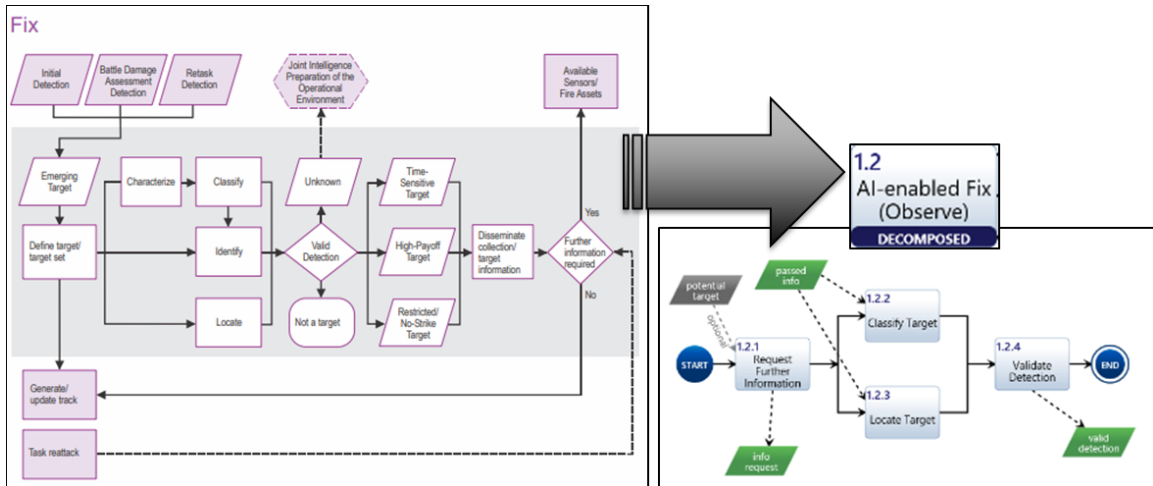 Fix
Initial
Detection
Battle Damage
Assessment
Detection
Retask
Detection
Joint Intelligence
Preparation of the
Operational
Environment
Available
Sensors/
Fire Assets
Emerging
Target
Characterize
Classify
Unknown
Time-
Sensitive
Target
Yes
Define target/
target set
Identify
Valid
Detection
High-Payoff
Target
Disseminate
collection/
target
information
Further
information
required
Locate
Not a target
Restricted/
No-Strike
Target
No
Generate/
update track
Task reattack
1.2
AI-enabled Fix
(Observe)
DECOMPOSED
potential
target
optional
passed
info
START
1.2.1
Request
Further
Information
1.2.2
Classify Target
1.2.3
Locate Target
1.2.4
Validate
Detection
END
info
request
valid
detection